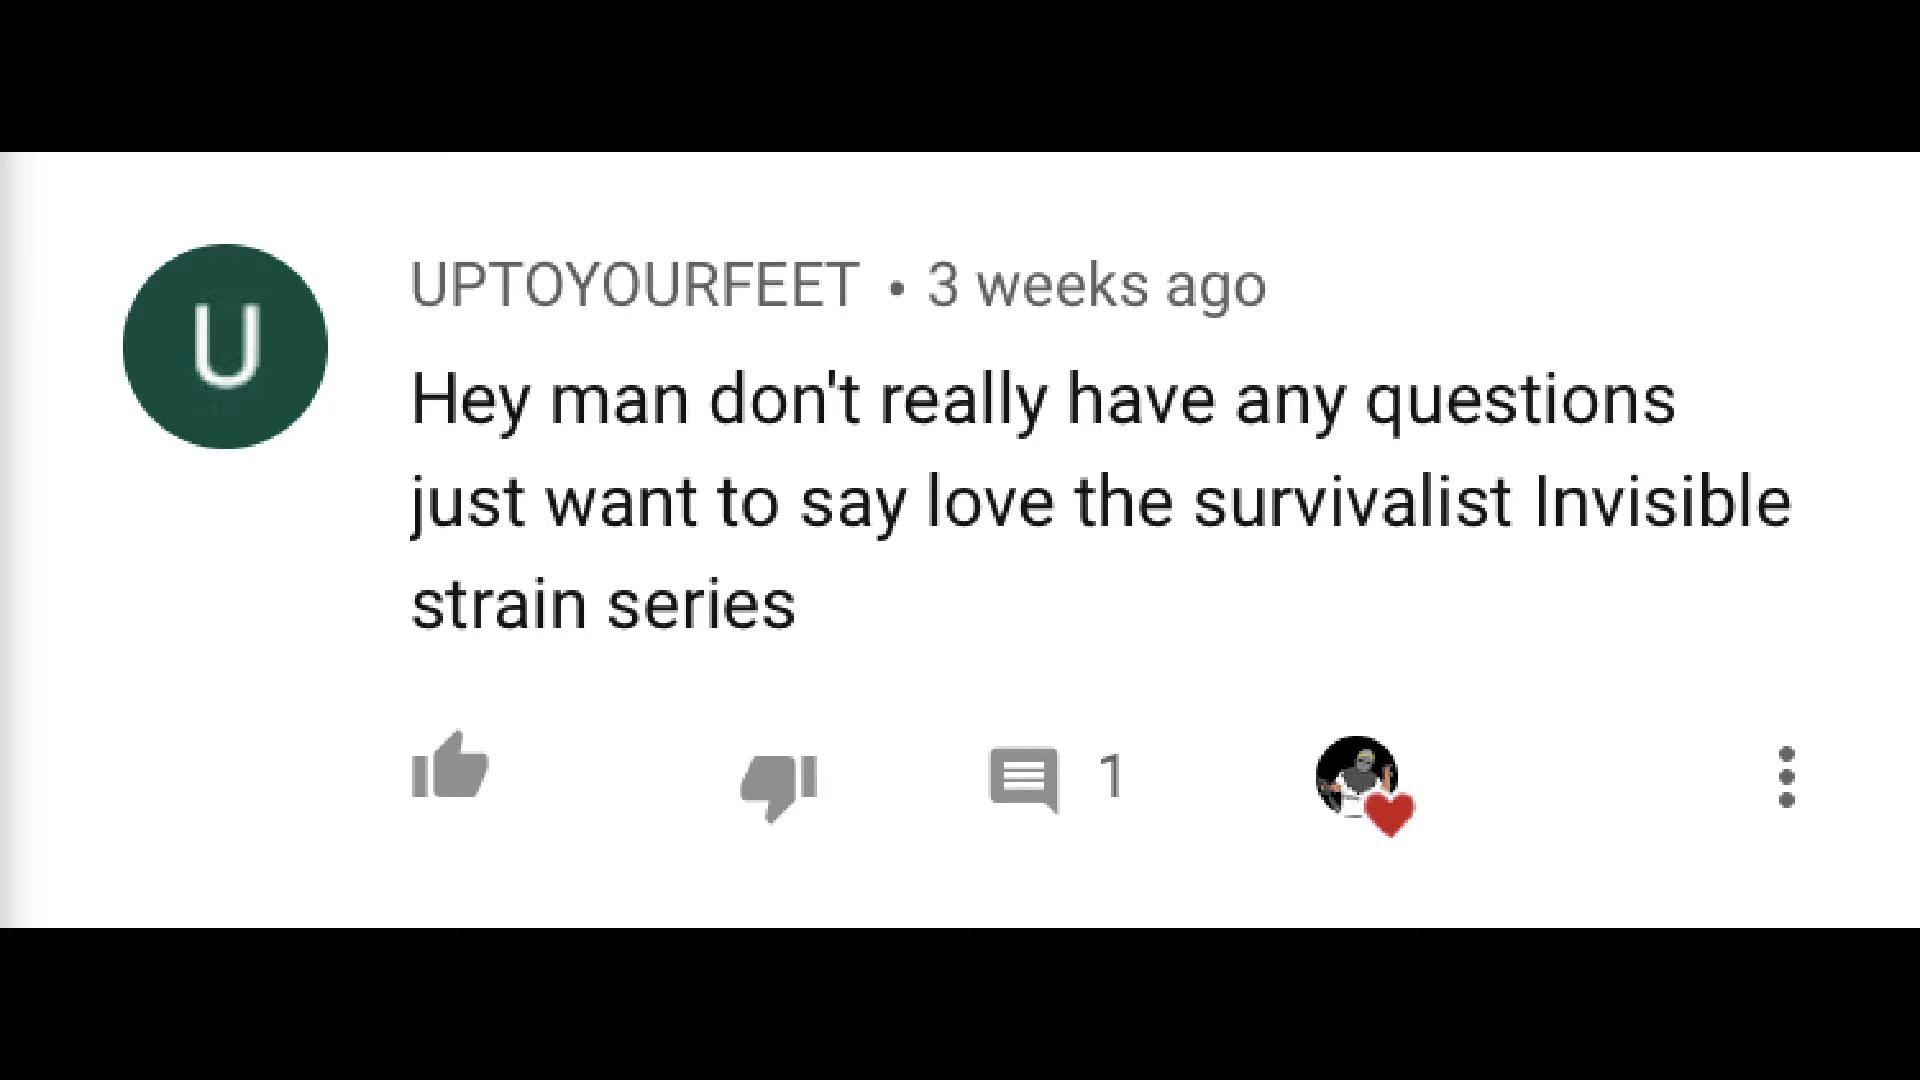 U
UPTOYOURFEET • 3 weeks ago
Hey man don't really have any questions
just want to say love the survivalist Invisible
strain series
1